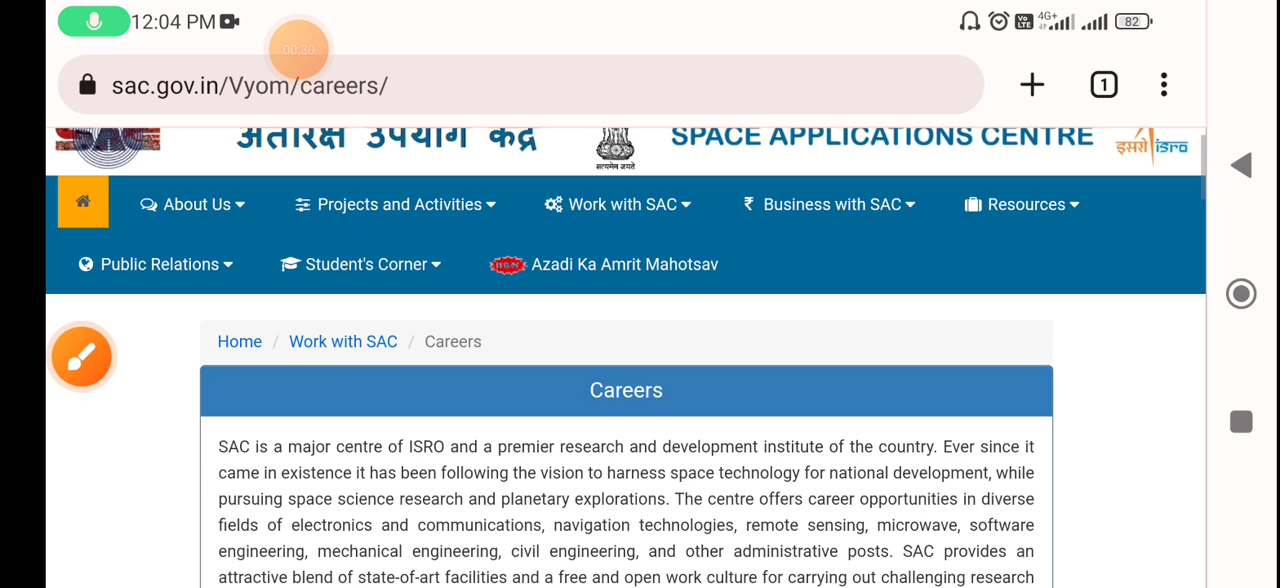 12:04 PM
4G+
Vo LTE
82
00:30
sac.gov.in/Vyom/careers/
1
अंतरिक्ष उपयोग केंद्र
SPACE APPLICATIONS CENTRE
सत्यमेव जयते
इसरो isro
About Us
Projects and Activities
Work with SAC
₹ Business with SAC
Resources
Public Relations
Student's Corner
Azadi Ka Amrit Mahotsav
Home / Work with SAC / Careers
Careers
SAC is a major centre of ISRO and a premier research and development institute of the country. Ever since it
came in existence it has been following the vision to harness space technology for national development, while
pursuing space science research and planetary explorations. The centre offers career opportunities in diverse
fields of electronics and communications, navigation technologies, remote sensing, microwave, software
engineering, mechanical engineering, civil engineering, and other administrative posts. SAC provides an
attractive blend of state-of-art facilities and a free and open work culture for carrying out challenging research